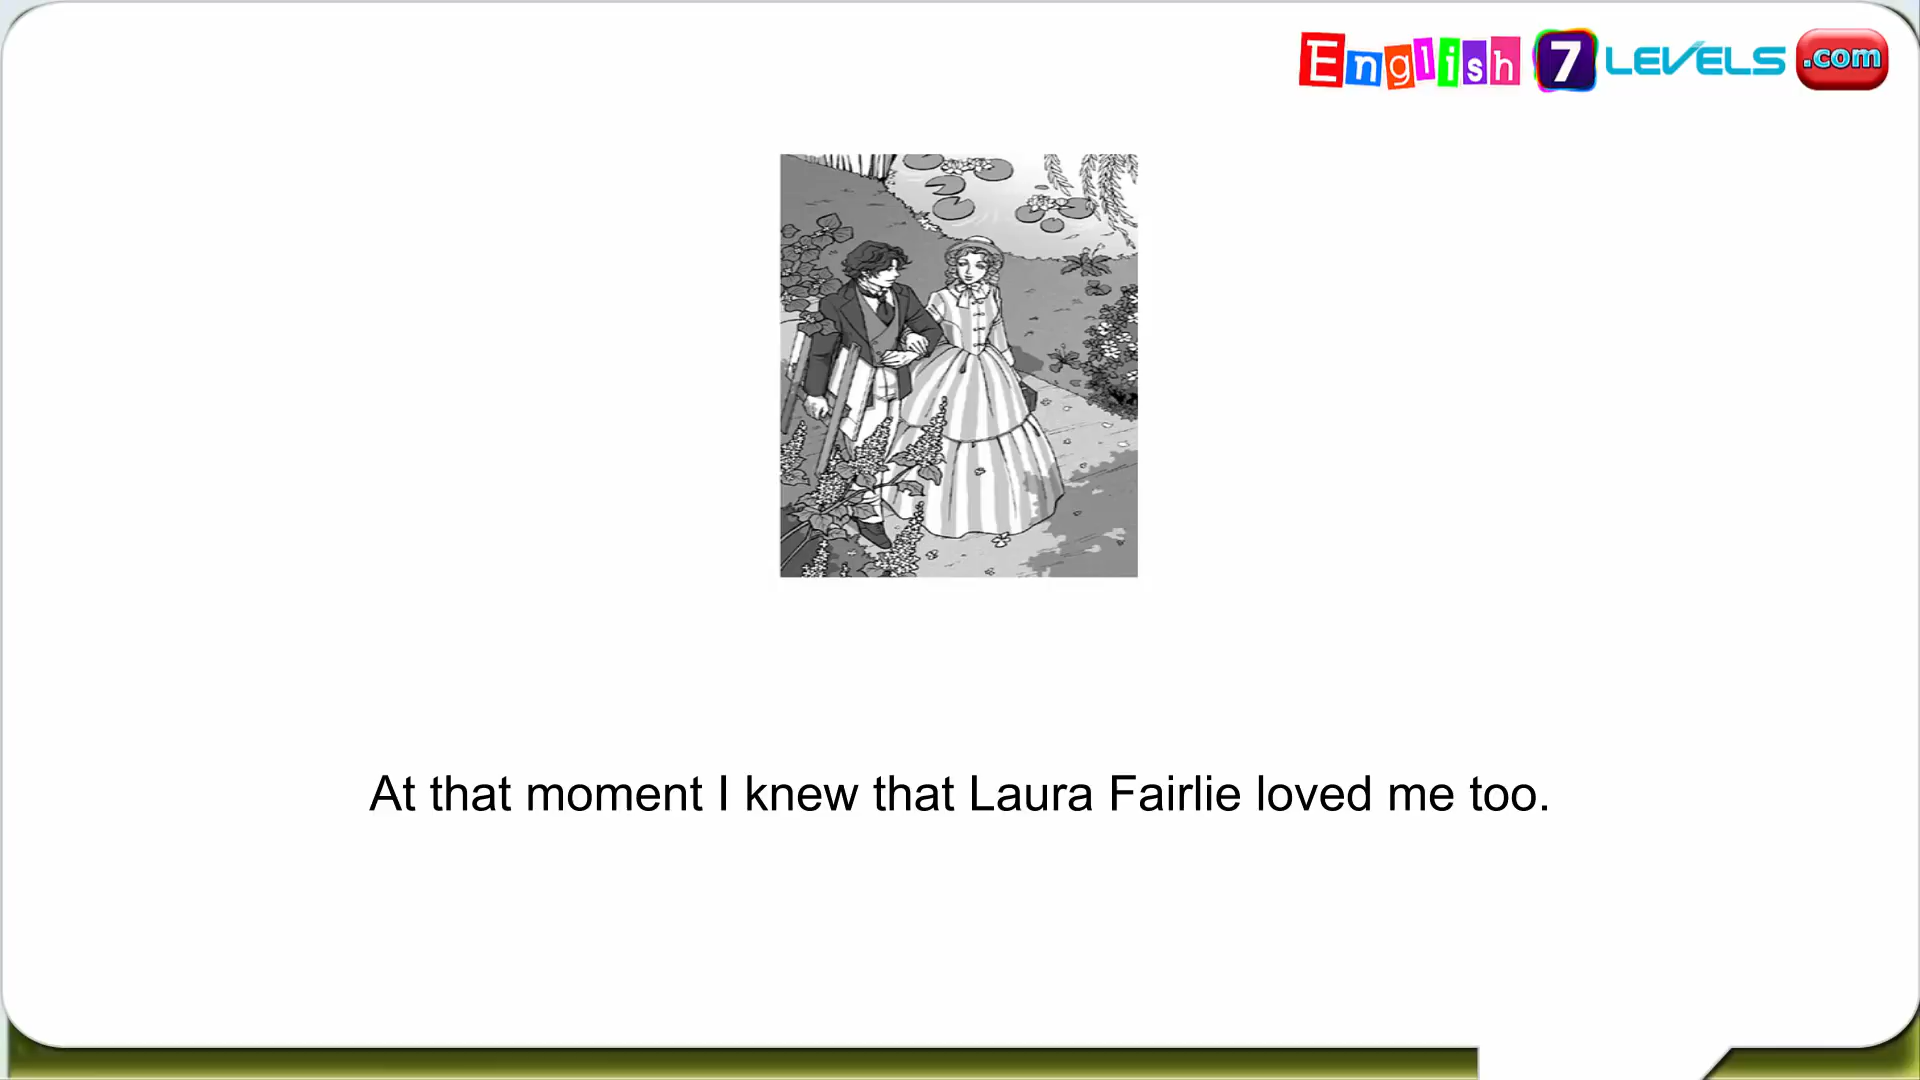 English 7 LEVELS .com
At that moment I knew that Laura Fairlie loved me too.